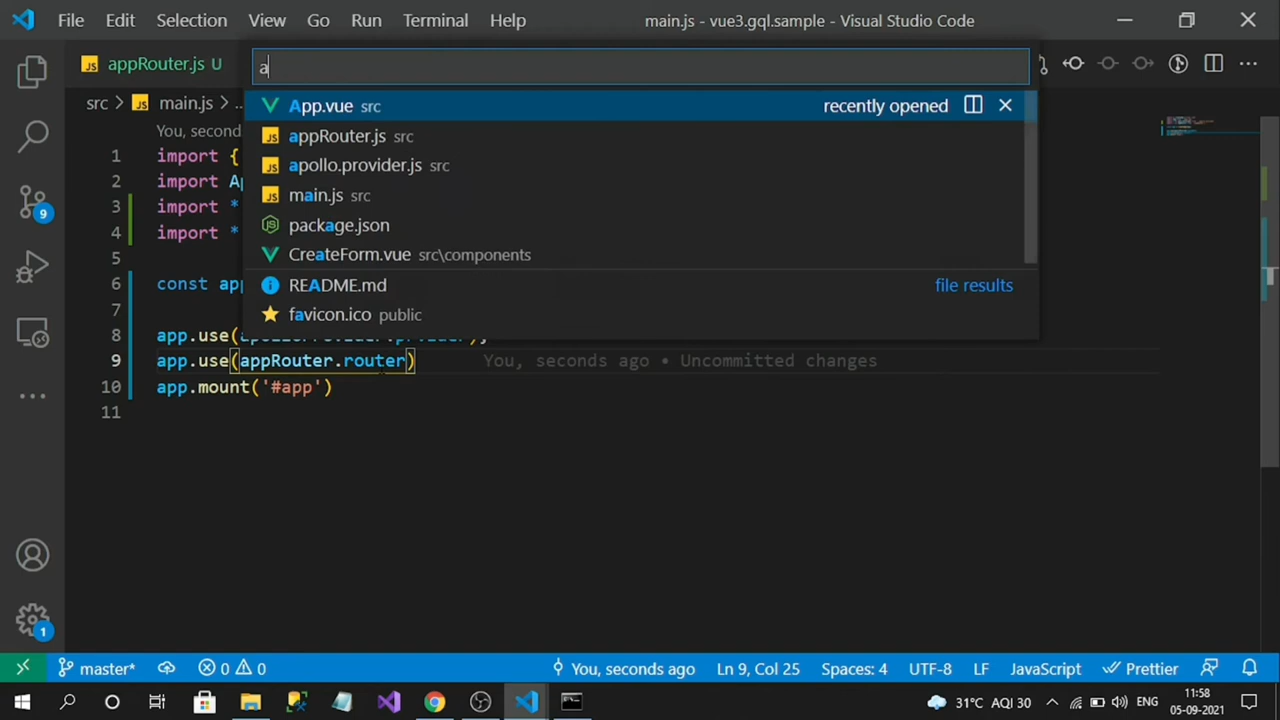 File Edit Selection View Go Run Terminal Help main.js - vue3.gql.sample - Visual Studio Code
appRouter.js U
a
src > main.js > ..
App.vue src recently opened
appRouter.js src
apollo.provider.js src
main.js src
package.json
CreateForm.vue src\components
README.md file results
favicon.ico public
You, second
1 import {
2 import A
3 import *
4 import *
5
6 const app
7
8 app.use(
9 app.use(appRouter.router) You, seconds ago • Uncommitted changes
10 app.mount('#app')
11
9
1
master* 0 0 You, seconds ago Ln 9, Col 25 Spaces: 4 UTF-8 LF JavaScript Prettier
31°C AQI 30 ENG 11:58
05-09-2021